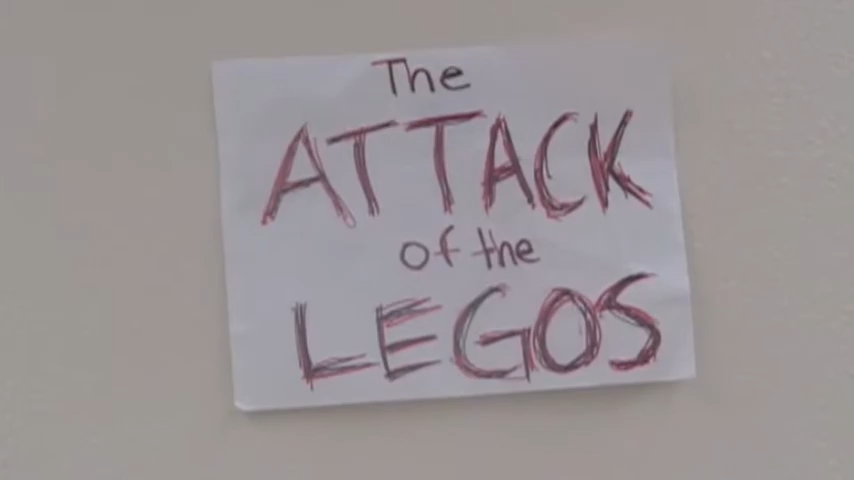 The
ATTACK
of the
LEGOS